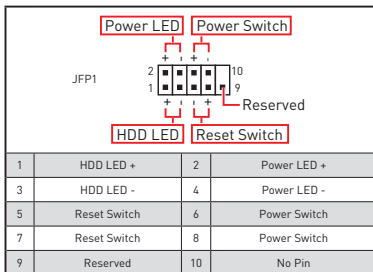 Power LED Power Switch
+ - + -
JFP1
2 10
1 9
+ - - +
Reserved
HDD LED Reset Switch
1 HDD LED + 2 Power LED +
3 HDD LED - 4 Power LED -
5 Reset Switch 6 Power Switch
7 Reset Switch 8 Power Switch
9 Reserved 10 No Pin